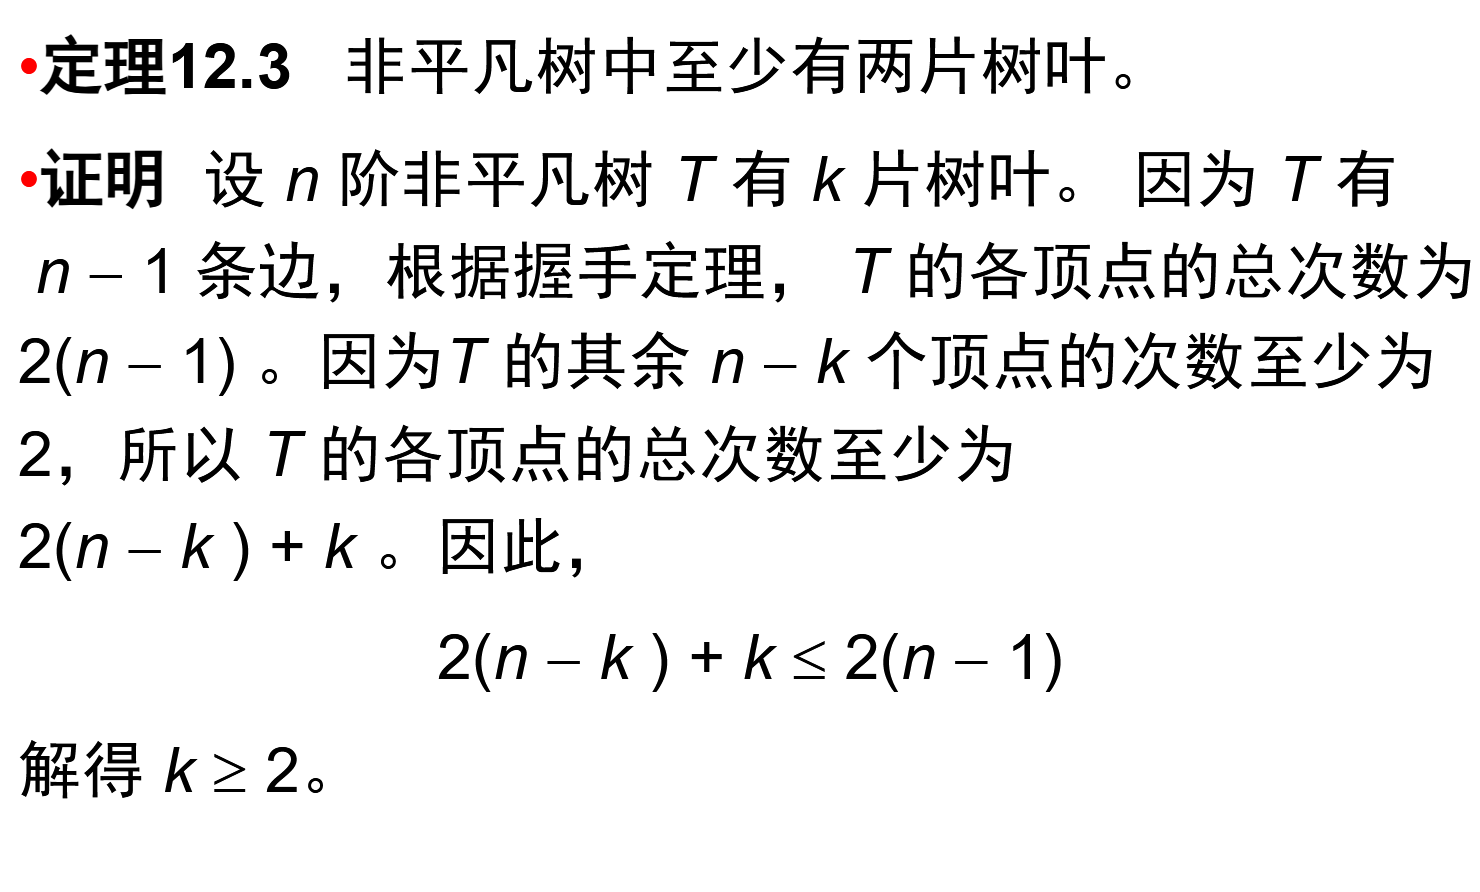 •定理12.3 非平凡树中至少有两片树叶。
•证明 设 n 阶非平凡树 T 有 k 片树叶。 因为 T 有
n – 1 条边，根据握手定理， T 的各顶点的总次数为
2(n – 1) 。因为T 的其余 n – k 个顶点的次数至少为
2，所以 T 的各顶点的总次数至少为
2(n – k ) + k 。因此，
2(n – k ) + k ≤ 2(n – 1)
解得 k ≥ 2。